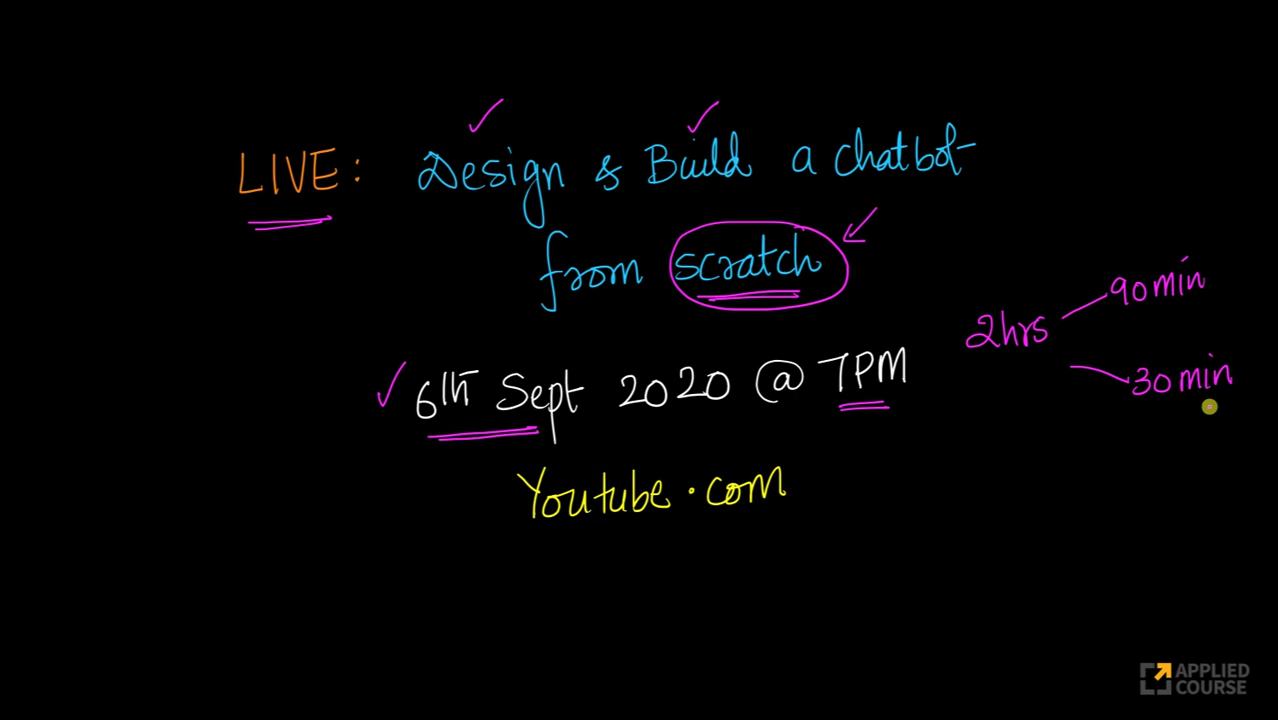 LIVE: Design & Build a chatbot
from scratch
2hrs
90min
30min
6th Sept 2020 @ 7PM
Youtube.com
APPLIED
COURSE